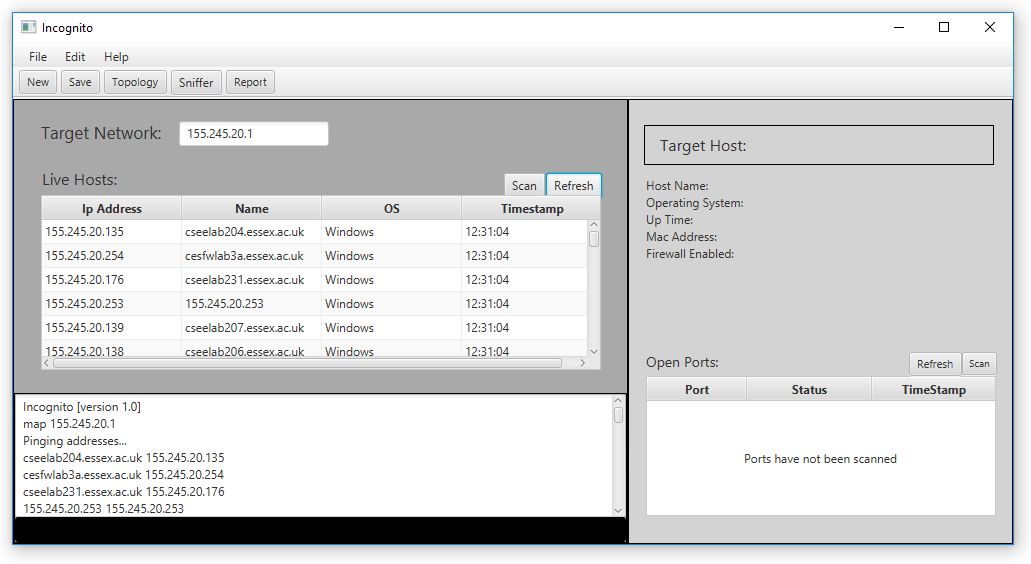 Incognito
File Edit Help
New Save Topology Sniffer Report
Target Network: 155.245.20.1
Live Hosts:
Scan Refresh
Ip Address Name OS Timestamp
155.245.20.135 cseelab204.essex.ac.uk Windows 12:31:04
155.245.20.254 cesfwlab3a.essex.ac.uk Windows 12:31:04
155.245.20.176 cseelab231.essex.ac.uk Windows 12:31:04
155.245.20.253 155.245.20.253 Windows 12:31:04
155.245.20.139 cseelab207.essex.ac.uk Windows 12:31:04
155.245.20.138 cseelab206.essex.ac.uk Windows 12:31:04
Incognito [version 1.0]
map 155.245.20.1
Pinging addresses...
cseelab204.essex.ac.uk 155.245.20.135
cesfwlab3a.essex.ac.uk 155.245.20.254
cseelab231.essex.ac.uk 155.245.20.176
155.245.20.253 155.245.20.253
Target Host:
Host Name:
Operating System:
Up Time:
Mac Address:
Firewall Enabled:
Open Ports:
Refresh Scan
Port Status TimeStamp
Ports have not been scanned